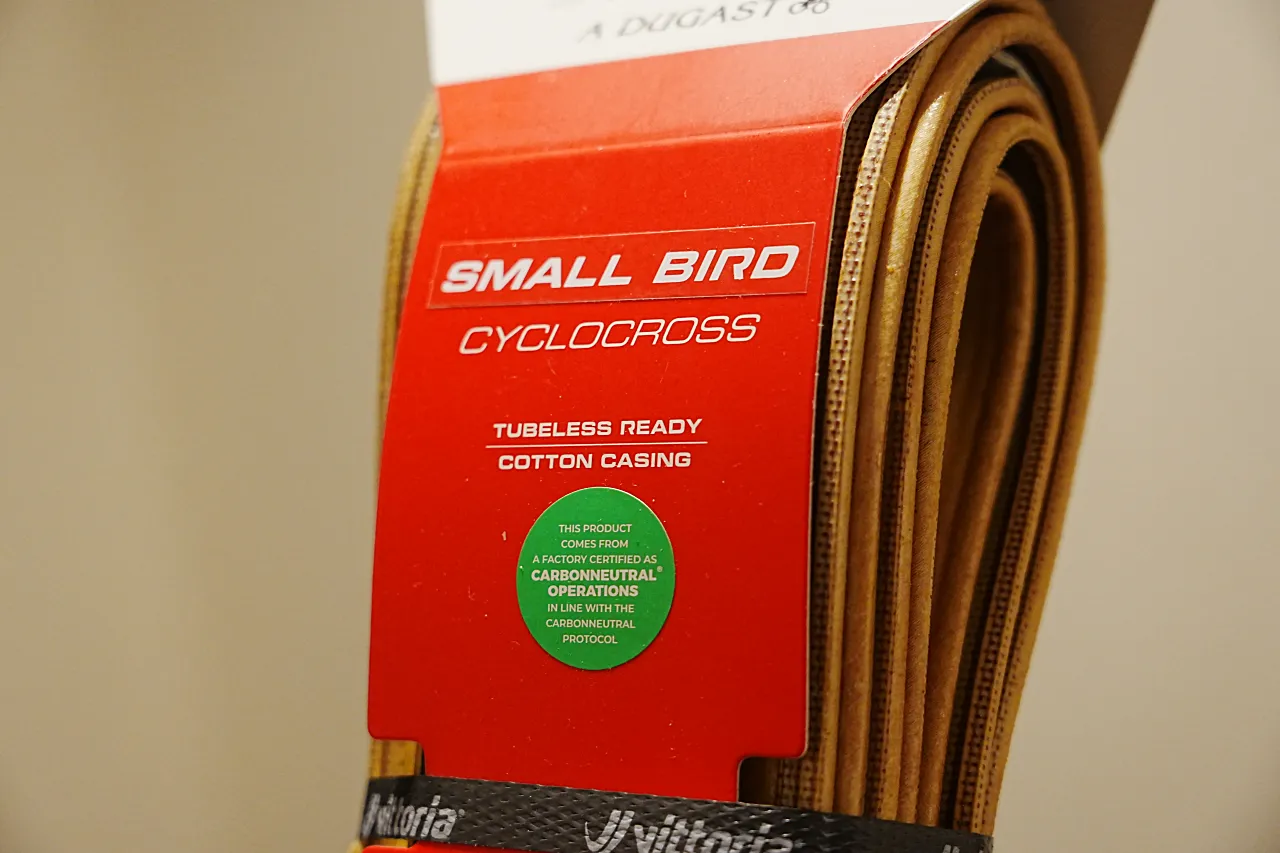 A DUGAST
SMALL BIRD
CYCLOCROSS
TUBELESS READY
COTTON CASING
THIS PRODUCT
COMES FROM
A FACTORY CERTIFIED AS
CARBONNEUTRAL®
OPERATIONS
IN LINE WITH THE
CARBONNEUTRAL
PROTOCOL
vittoria vittoria